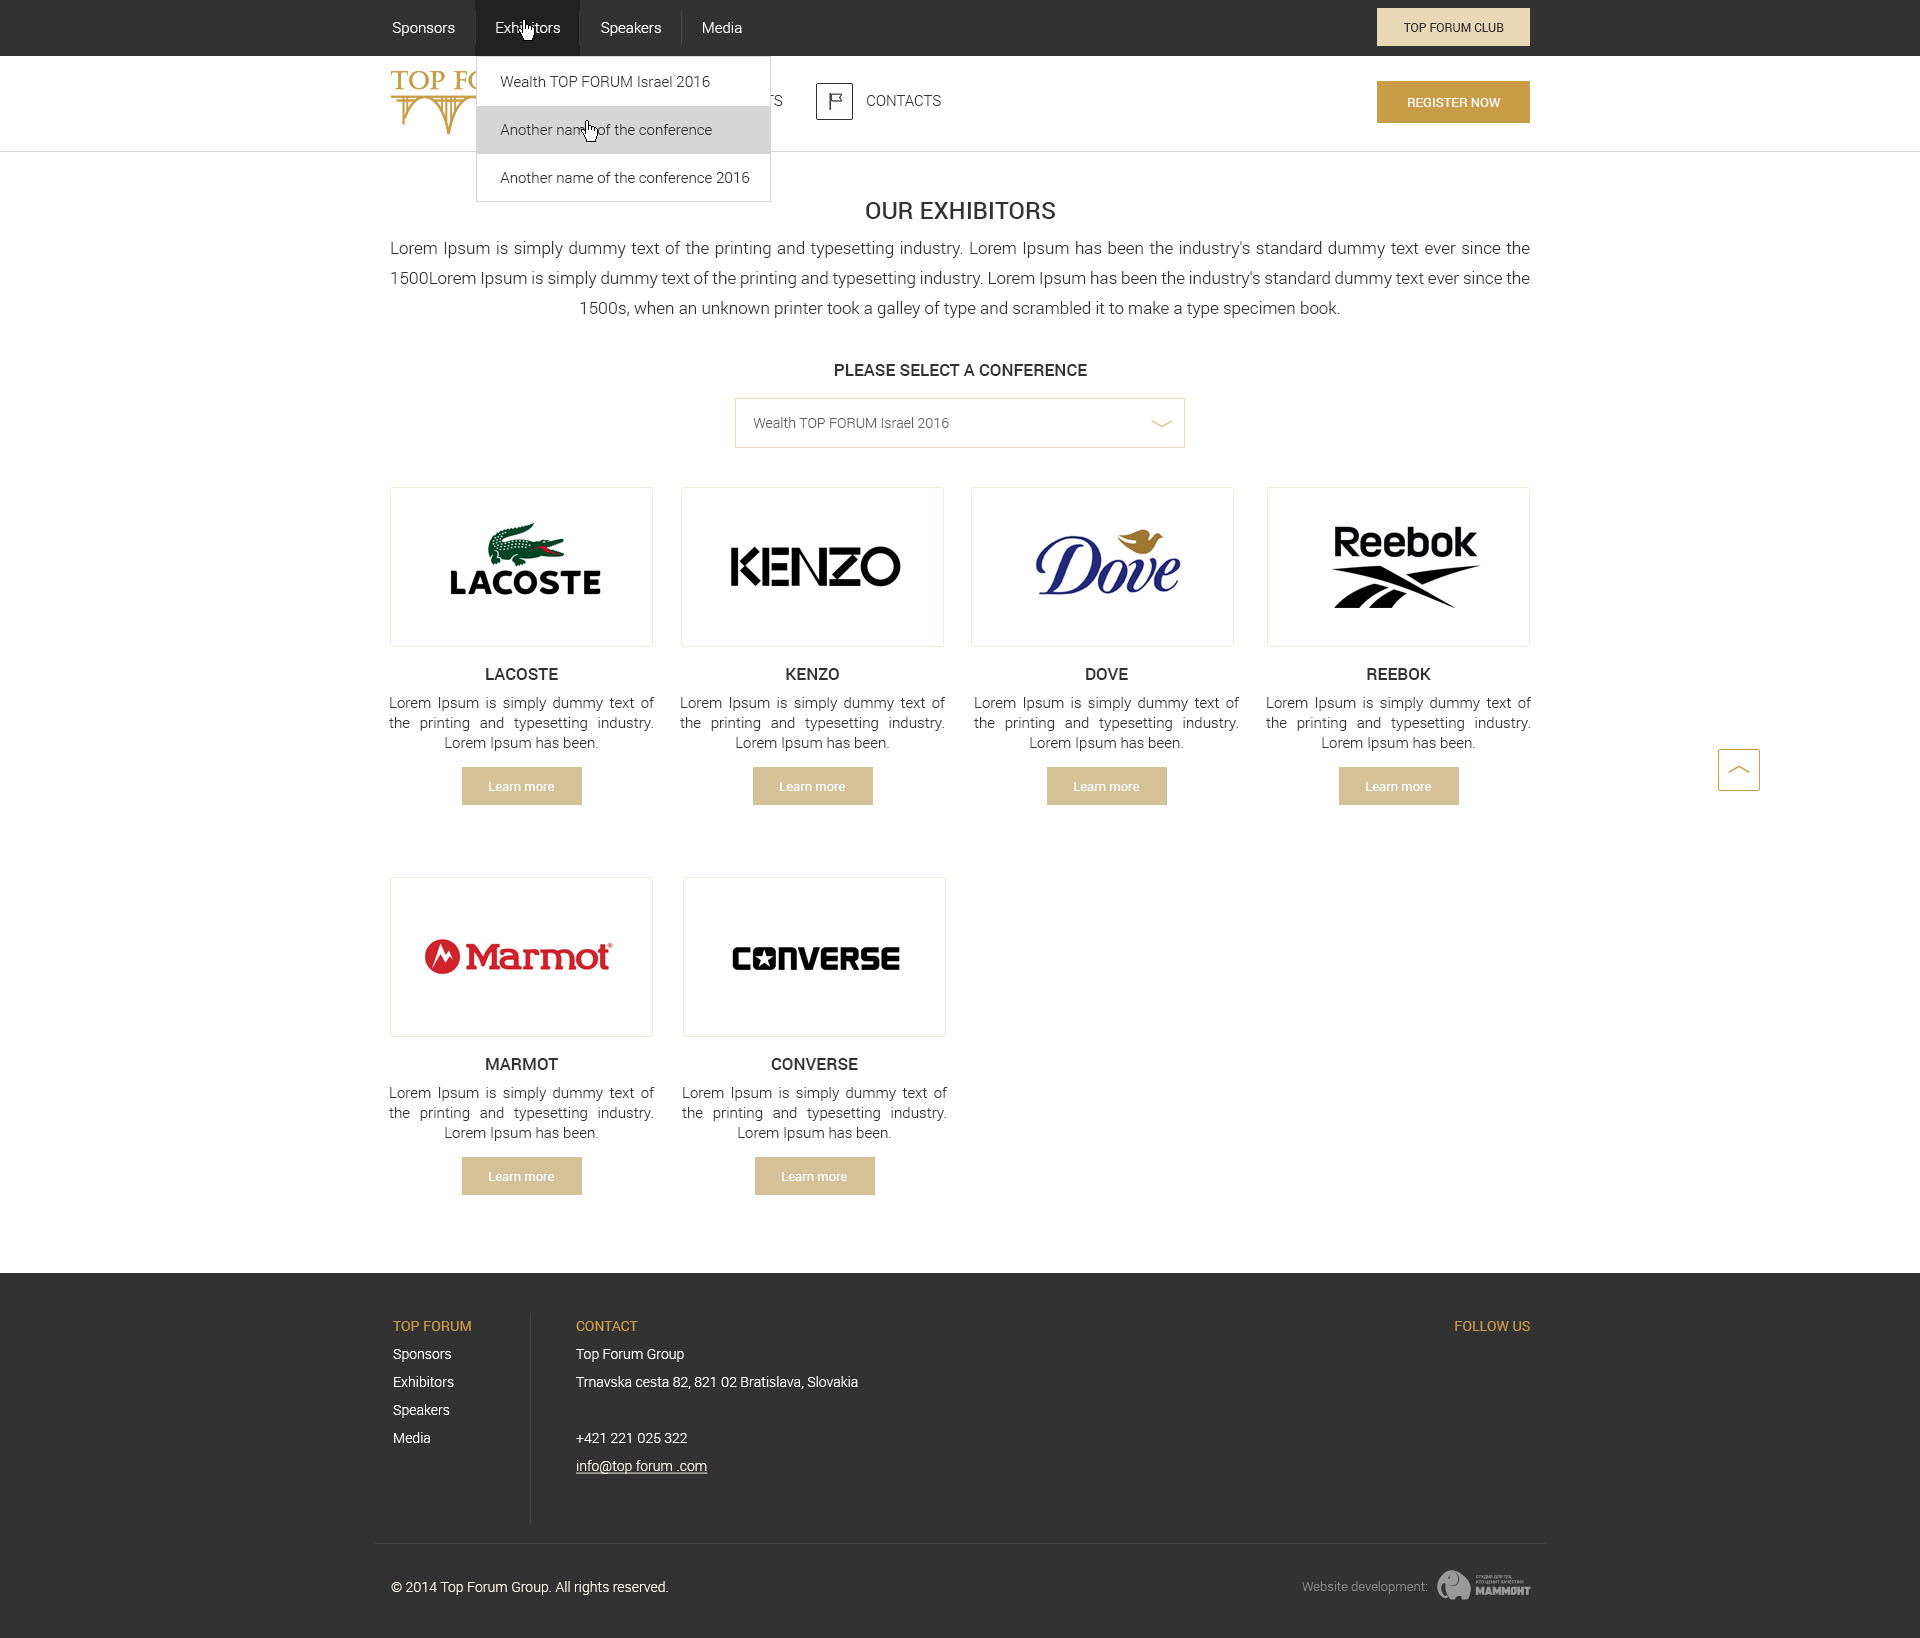 Sponsors
Exhibitors
Speakers
Media
TOP FORUM CLUB
TOP FO
Wealth TOP FORUM Israel 2016
Another name of the conference
Another name of the conference 2016
CONTACTS
REGISTER NOW
OUR EXHIBITORS
Lorem Ipsum is simply dummy text of the printing and typesetting industry. Lorem Ipsum has been the industry's standard dummy text ever since the
1500Lorem Ipsum is simply dummy text of the printing and typesetting industry. Lorem Ipsum has been the industry's standard dummy text ever since the
1500s, when an unknown printer took a galley of type and scrambled it to make a type specimen book.
PLEASE SELECT A CONFERENCE
Wealth TOP FORUM Israel 2016
LACOSTE
KENZO
Dove
Reebok
LACOSTE
Lorem Ipsum is simply dummy text of
the printing and typesetting industry.
Lorem Ipsum has been.
Learn more
KENZO
Lorem Ipsum is simply dummy text of
the printing and typesetting industry.
Lorem Ipsum has been.
Learn more
DOVE
Lorem Ipsum is simply dummy text of
the printing and typesetting industry.
Lorem Ipsum has been.
Learn more
REEBOK
Lorem Ipsum is simply dummy text of
the printing and typesetting industry.
Lorem Ipsum has been.
Learn more
Marmot
CONVERSE
MARMOT
Lorem Ipsum is simply dummy text of
the printing and typesetting industry.
Lorem Ipsum has been.
Learn more
CONVERSE
Lorem Ipsum is simply dummy text of
the printing and typesetting industry.
Lorem Ipsum has been.
Learn more
TOP FORUM
Sponsors
Exhibitors
Speakers
Media
CONTACT
Top Forum Group
Trnavska cesta 82, 821 02 Bratislava, Slovakia
+421 221 025 322
info@top forum .com
FOLLOW US
© 2014 Top Forum Group. All rights reserved.
Website development:
МАММОНТ